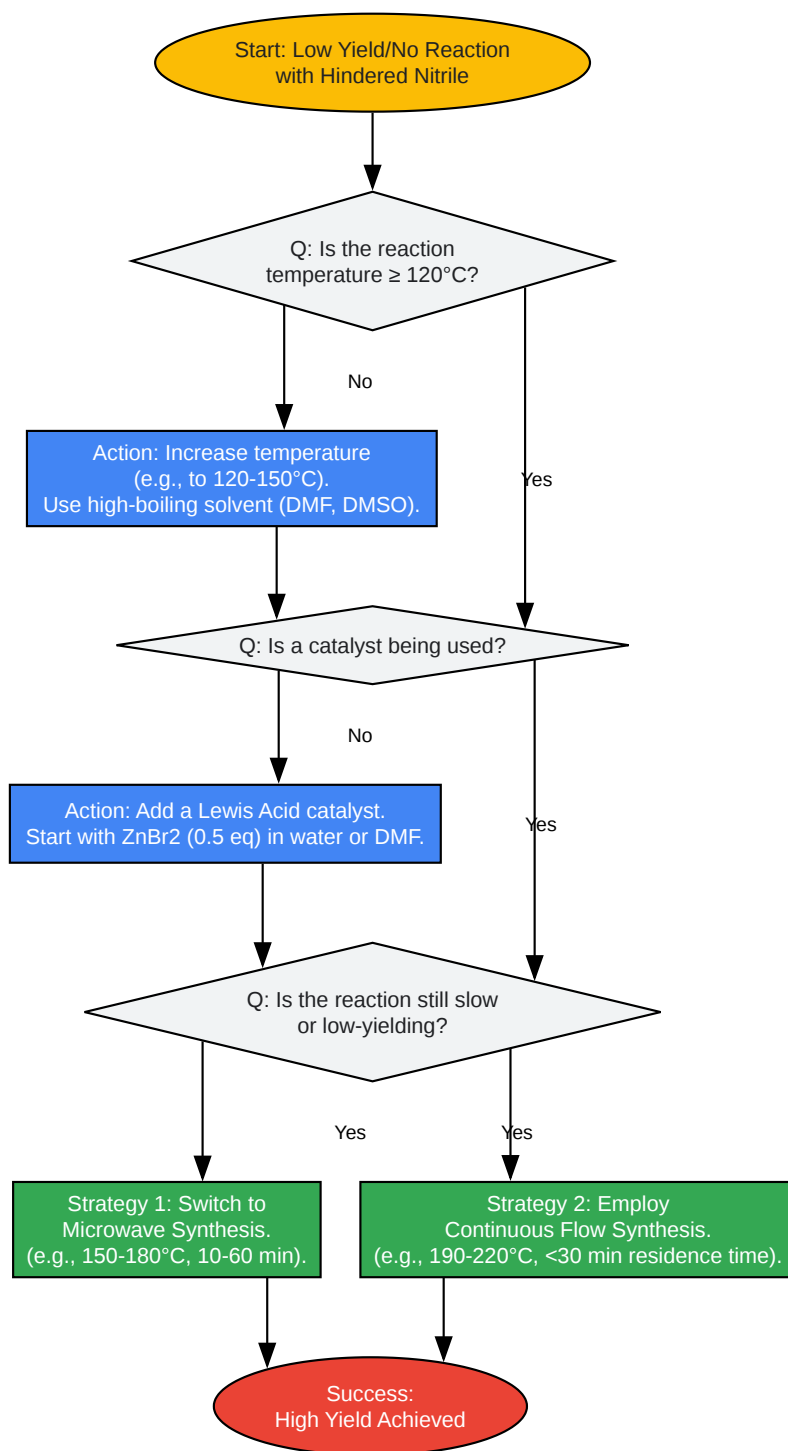 Start: Low Yield/No Reaction
with Hindered Nitrile
Q: Is the reaction
temperature ≥ 120°C?
No
Action: Increase temperature
(e.g., to 120-150°C).
Use high-boiling solvent (DMF, DMSO).
Yes
Q: Is a catalyst being used?
No
Action: Add a Lewis Acid catalyst.
Start with ZnBr2 (0.5 eq) in water or DMF.
Yes
Q: Is the reaction still slow
or low-yielding?
Yes
Yes
Strategy 1: Switch to
Microwave Synthesis.
(e.g., 150-180°C, 10-60 min).
Strategy 2: Employ
Continuous Flow Synthesis.
(e.g., 190-220°C, <30 min residence time).
Success:
High Yield Achieved